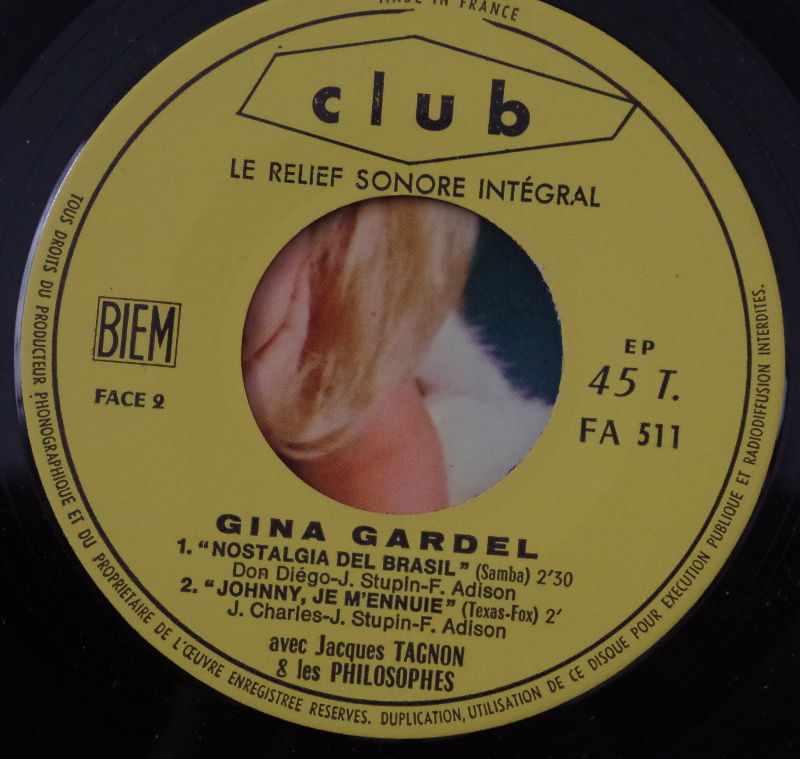 MADE IN FRANCE
club
LE RELIEF SONORE INTÉGRAL
BIEM
FACE 2
EP
45 T.
FA 511
GINA GARDEL
1. “NOSTALGIA DEL BRASIL” (Samba) 2'30
Don Diégo-J. Stupin-F. Adison
2. “JOHNNY, JE M'ENNUIE” (Texas-Fox) 2'
J. Charles-J. Stupin-F. Adison
avec Jacques TAGNON
& les PHILOSOPHES
TOUS DROITS DU PRODUCTEUR PHONOGRAPHIQUE ET DU PROPRIETAIRE DE L'ŒUVRE ENREGISTREE RESERVES. DUPLICATION, UTILISATION DE CE DISQUE POUR EXECUTION PUBLIQUE ET RADIODIFFUSION INTERDITES.